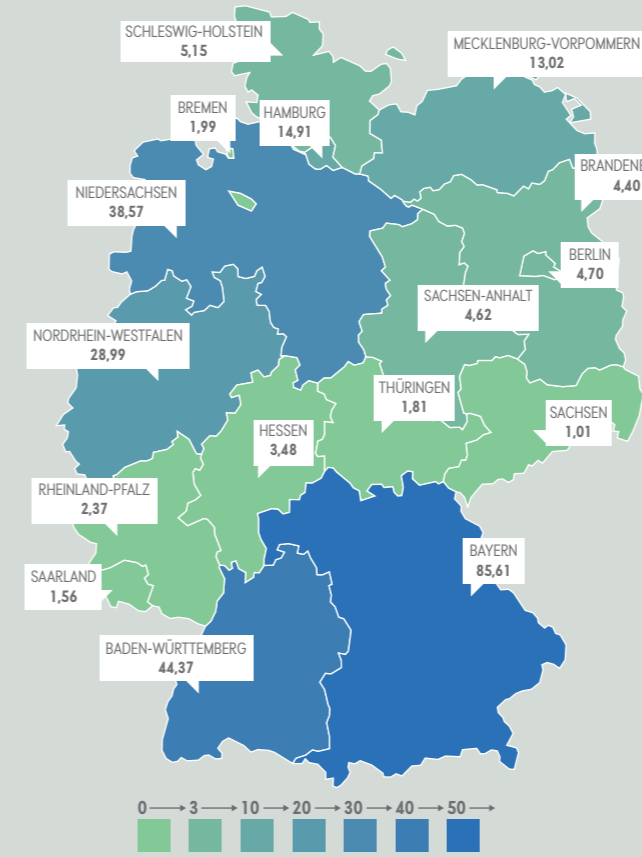 SCHLESWIG-HOLSTEIN
5,15
MECKLENBURG-VORPOMMERN
13,02
BREMEN
1,99
HAMBURG
14,91
BRANDENB
4,40
NIEDERSACHSEN
38,57
BERLIN
4,70
SACHSEN-ANHALT
4,62
NORDRHEIN-WESTFALEN
28,99
THÜRINGEN
1,81
SACHSEN
1,01
HESSEN
3,48
RHEINLAND-PFALZ
2,37
BAYERN
85,61
SAARLAND
1,56
BADEN-WÜRTTEMBERG
44,37
0 → 3 → 10 → 20 → 30 → 40 → 50 →